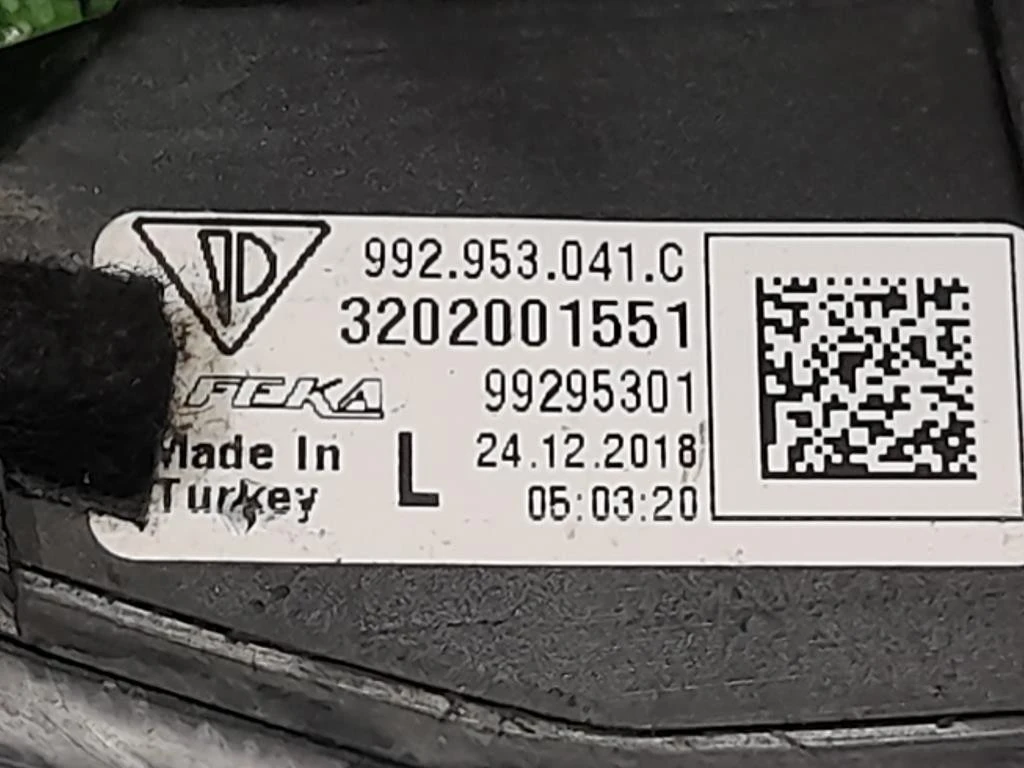 992.953.041.C
3202001551
FEKA 99295301
Made In L 24.12.2018
Turkey 05:03:20